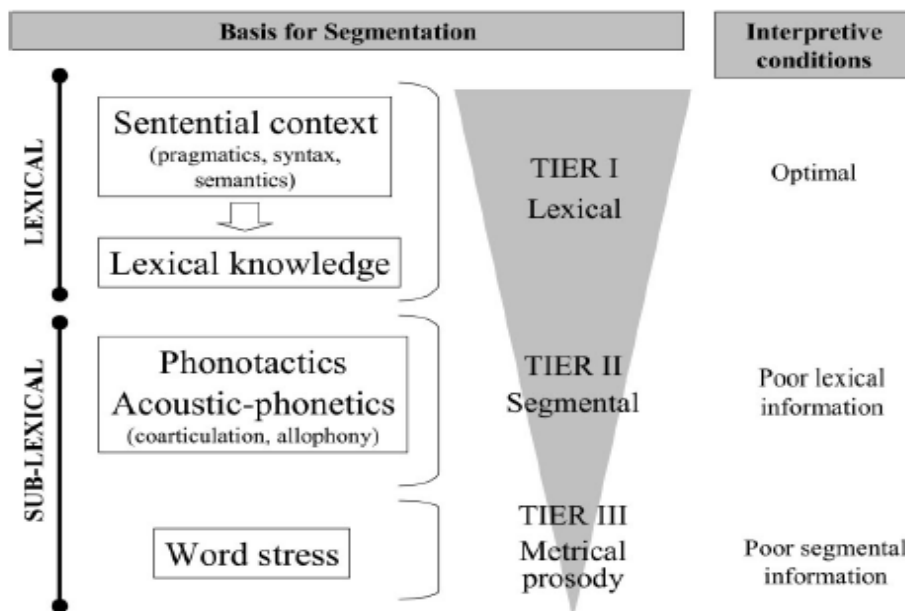 Basis for Segmentation
Interpretive
conditions
LEXICAL
Sentential context
(pragmatics, syntax,
semantics)
Lexical knowledge
TIER I
Lexical
Optimal
SUB-LEXICAL
Phonotactics
Acoustic-phonetics
(coarticulation, allophony)
TIER II
Segmental
Poor lexical
information
Word stress
TIER III
Metrical
prosody
Poor segmental
information